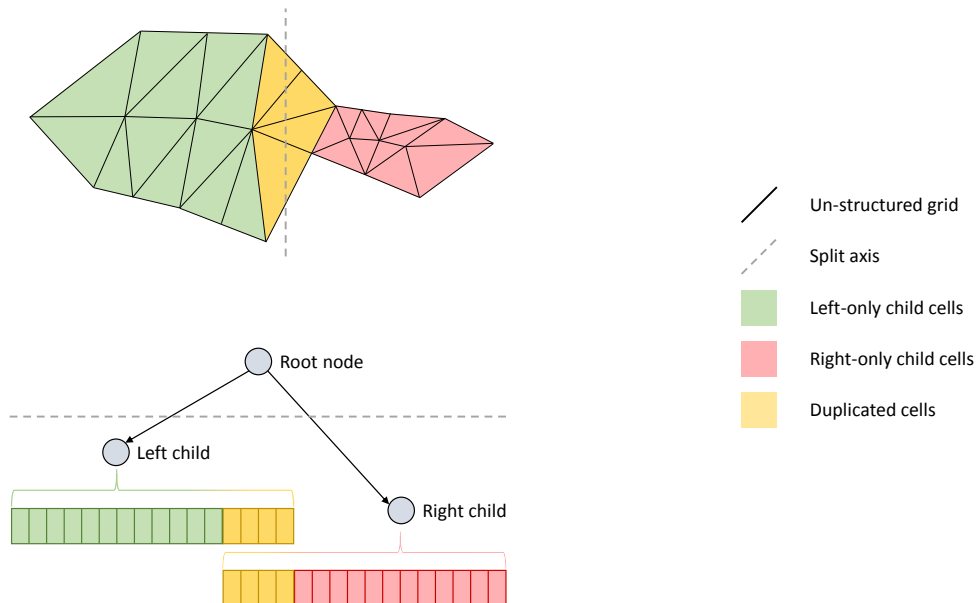 Un-structured grid
Split axis
Left-only child cells
Right-only child cells
Duplicated cells
Root node
Left child
Right child